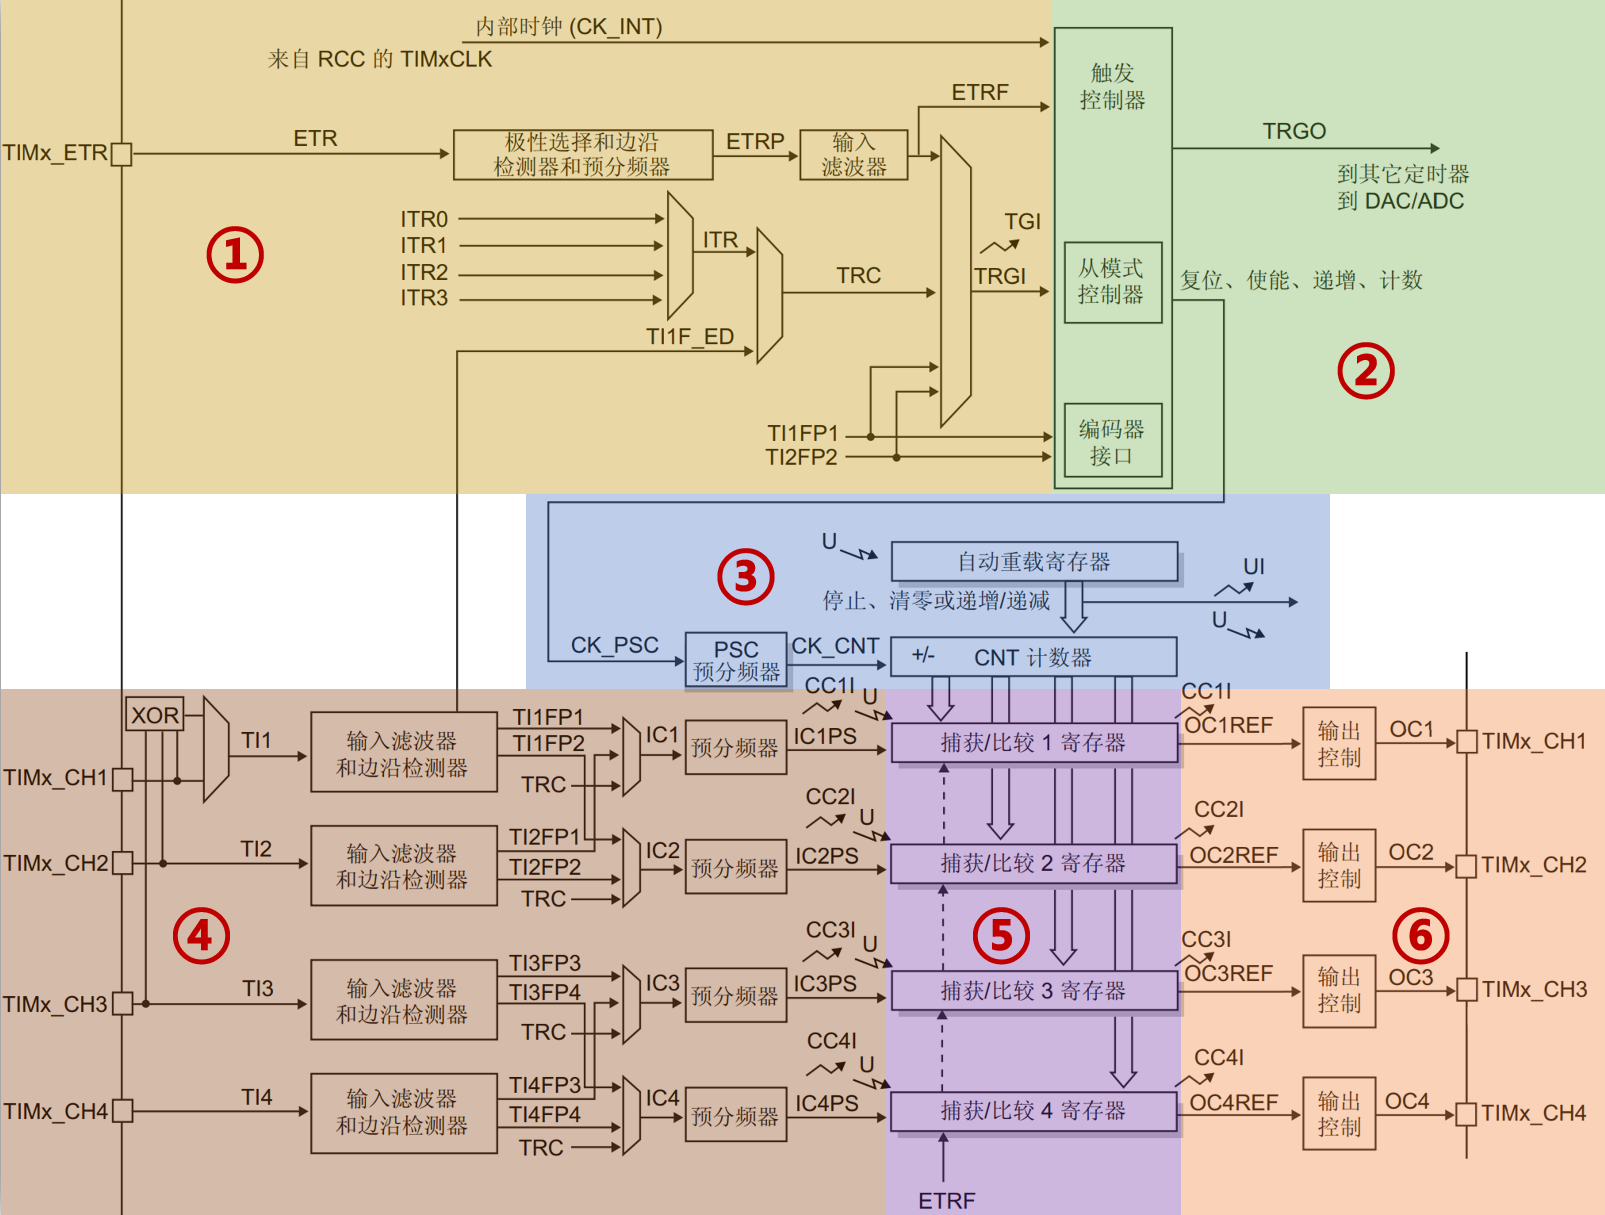 内部时钟 (CK_INT)
来自 RCC 的 TIMxCLK
触发
控制器
ETRF
TIMx_ETR
ETR
极性选择和边沿
检测器和预分频器
ETRP
输入
滤波器
TRGO
到其它定时器
到 DAC/ADC
①
ITR0
ITR1
ITR2
ITR3
ITR
TRC
TI1F_ED
TGI
TRGI
从模式
控制器
复位、使能、递增、计数
②
TI1FP1
TI2FP2
编码器
接口
③
U
自动重载寄存器
UI
U
停止、清零或递增/递减
CK_PSC
PSC
预分频器
CK_CNT
+/-
CNT 计数器
XOR
TI1
TIMx_CH1
输入滤波器
和边沿检测器
TI1FP1
TI1FP2
TRC
IC1
预分频器
CC1I
U
IC1PS
捕获/比较 1 寄存器
CC1I
OC1REF
输出
控制
OC1
TIMx_CH1
TIMx_CH2
TI2
输入滤波器
和边沿检测器
TI2FP1
TI2FP2
TRC
IC2
预分频器
CC2I
U
IC2PS
捕获/比较 2 寄存器
CC2I
OC2REF
输出
控制
OC2
TIMx_CH2
④
⑤
⑥
TIMx_CH3
TI3
输入滤波器
和边沿检测器
TI3FP3
TI3FP4
TRC
IC3
预分频器
CC3I
U
IC3PS
捕获/比较 3 寄存器
CC3I
OC3REF
输出
控制
OC3
TIMx_CH3
TIMx_CH4
TI4
输入滤波器
和边沿检测器
TI4FP3
TI4FP4
TRC
IC4
预分频器
CC4I
U
IC4PS
捕获/比较 4 寄存器
CC4I
OC4REF
输出
控制
OC4
TIMx_CH4
ETRF